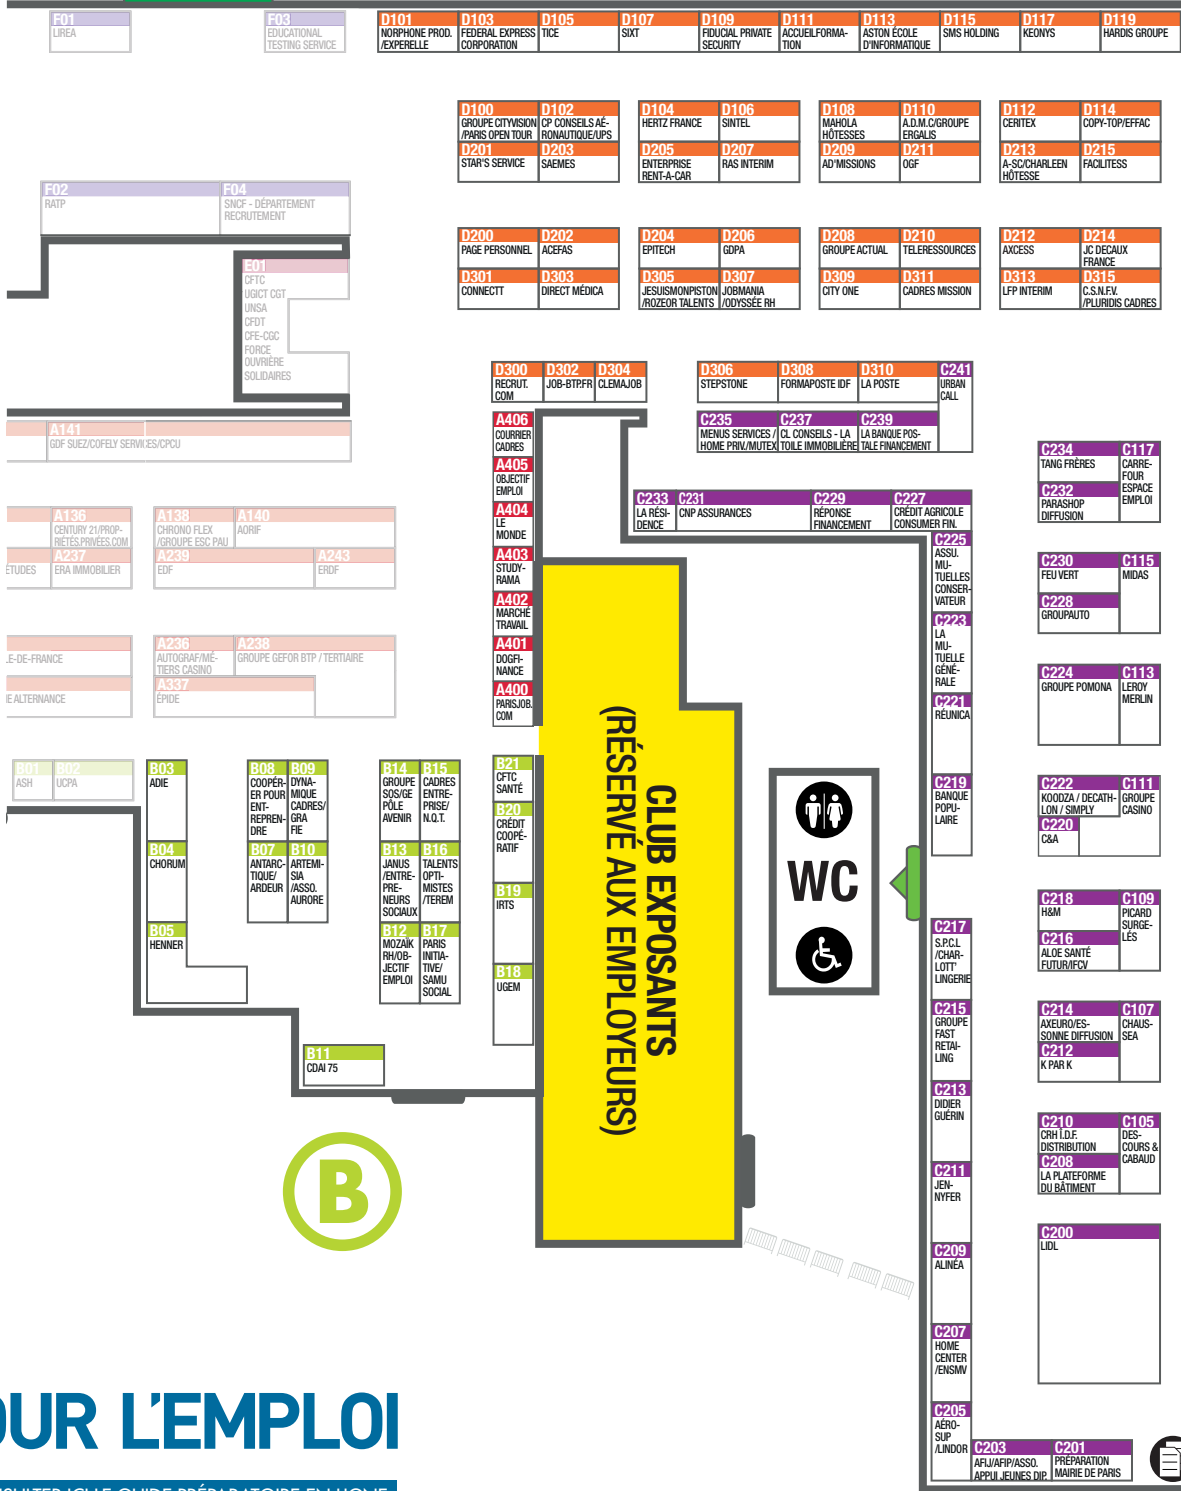 F01
LIREA
F03
EDUCATIONAL
TESTING SERVICE
D101
NORPHONE PROD.
/EXPERELLE
D103
FEDERAL EXPRESS
CORPORATION
D105
TICE
D107
SIXT
D109
FIDUCIAL PRIVATE
SECURITY
D111
ACCUEILFORMA-
TION
D113
ASTON ÉCOLE
D'INFORMATIQUE
D115
SMS HOLDING
D117
KEONYS
D119
HARDIS GROUPE
D100
GROUPE CITYVISION
/PARIS OPEN TOUR
D102
CP CONSEILS AÉ-
RONAUTIQUE/UPS
D201
STAR'S SERVICE
D203
SAEMES
D104
HERTZ FRANCE
D106
SINTEL
D205
ENTERPRISE
RENT-A-CAR
D207
RAS INTERIM
D108
MAHOLA
HÔTESSES
D110
A.D.M.C/GROUPE
ERGALIS
D209
AD'MISSIONS
D211
OGF
D112
CERITEX
D114
COPY-TOP/EFFAC
D213
A-SC/CHARLEEN
HÔTESSE
D215
FACILITESS
F02
RATP
F04
SNCF - DÉPARTEMENT
RECRUTEMENT
E01
CFTC
UGICT CGT
UNSA
CFDT
CFE-CGC
FORCE
OUVRIÈRE
SOLIDAIRES
D200
PAGE PERSONNEL
D202
ACEFAS
D301
CONNECTT
D303
DIRECT MÉDICA
D204
EPITECH
D206
GDPA
D305
JESUISMONPISTON
/ROZEOR TALENTS
D307
JOBMANIA
/ODYSSÉE RH
D208
GROUPE ACTUAL
D210
TELERESSOURCES
D309
CITY ONE
D311
CADRES MISSION
D212
AXCESS
D214
JC DECAUX
FRANCE
D313
LFP INTERIM
D315
C.S.N.F.V.
/PLURIDIS CADRES
D300
RECRUT.
COM
D302
JOB-BTP.FR
D304
CLEMAJOB
D306
STEPSTONE
D308
FORMAPOSTE IDF
D310
LA POSTE
C241
URBAN
CALL
C235
MENUS SERVICES /
HOME PRIV./MUTEX
C237
CL CONSEILS - LA
TOILE IMMOBILIÈRE
C239
LA BANQUE POS-
TALE FINANCEMENT
A141
GDF SUEZ/COFELY SERVICES/CPCU
A136
CENTURY 21/PROP-
RIÉTÉS.PRIVÉES.COM
A138
CHRONO FLEX
/GROUPE ESC PAU
A140
AORIF
ÉTUDES
A237
ERA IMMOBILIER
A239
EDF
A243
ERDF
LE-DE-FRANCE
A236
AUTOGRAF/MÉ-
TIERS CASINO
A238
GROUPE GEFOR BTP / TERTIAIRE
E ALTERNANCE
A337
ÉPIDE
A406
COURRIER
CADRES
A405
OBJECTIF
EMPLOI
A404
LE
MONDE
A403
STUDY-
RAMA
A402
MARCHÉ
TRAVAIL
A401
DOGFI-
NANCE
A400
PARISJOB.
COM
C233
LA RÉSI-
DENCE
C231
CNP ASSURANCES
C229
RÉPONSE
FINANCEMENT
C227
CRÉDIT AGRICOLE
CONSUMER FIN.
C225
ASSU.
MU-
TUELLES
CONSER-
VATEUR
C223
LA
MU-
TUELLE
GÉNÉ-
RALE
C221
RÉUNICA
C219
BANQUE
POPU-
LAIRE
C234
TANG FRÈRES
C232
PARASHOP
DIFFUSION
C117
CARRE-
FOUR
ESPACE
EMPLOI
C230
FEU VERT
C228
GROUPAUTO
C115
MIDAS
C224
GROUPE POMONA
C113
LEROY
MERLIN
C222
KOODZA / DECATH-
LON / SIMPLY
C220
C&A
C111
GROUPE
CASINO
C218
H&M
C216
ALOE SANTÉ
FUTUR/IFCV
C109
PICARD
SURGE-
LÉS
C214
AXEURO/ES-
SONNE DIFFUSION
C212
K PAR K
C107
CHAUS-
SEA
C210
CRH I.D.F.
DISTRIBUTION
C208
LA PLATEFORME
DU BÂTIMENT
C105
DES-
COURS &
CABAUD
C200
LIDL
B01
ASH
B02
UCPA
B03
ADIE
B04
CHORUM
B05
HENNER
B08
COOPÉR-
ER POUR
ENT-
REPREN-
DRE
B09
DYNA-
MIQUE
CADRES/
GRA
FIE
B07
ANTARC-
TIQUE/
ARDEUR
B10
ARTEMI-
SIA
/ASSO.
AURORE
B14
GROUPE
SOS/GE
PÔLE
AVENIR
B15
CADRES
ENTRE-
PRISE/
N.Q.T.
B13
JANUS
/ENTRE-
PRE-
NEURS
SOCIAUX
B16
TALENTS
OPTI-
MISTES
/TEREM
B12
MOZAÏK
RH/OB-
JECTIF
EMPLOI
B17
PARIS
INITIA-
TIVE/
SAMU
SOCIAL
B21
CFTC
SANTÉ
B20
CRÉDIT
COOPÉ-
RATIF
B19
IRTS
B18
UGEM
B11
CDAI 75
CLUB EXPOSANTS
(RÉSERVÉ AUX EMPLOYEURS)
WC
C217
S.P.C.L
/CHAR-
LOTT'
LINGERIE
C215
GROUPE
FAST
RETAI-
LING
C213
DIDIER
GUÉRIN
C211
JEN-
NYFER
C209
ALINÉA
C207
HOME
CENTER
/ENSMV
C205
AÉRO-
SUP
/LINDOR
C203
AFIJ/AFIP/ASSO.
APPUI JEUNES DIP.
C201
PRÉPARATION
MAIRIE DE PARIS
B
OUR L'EMPLOI